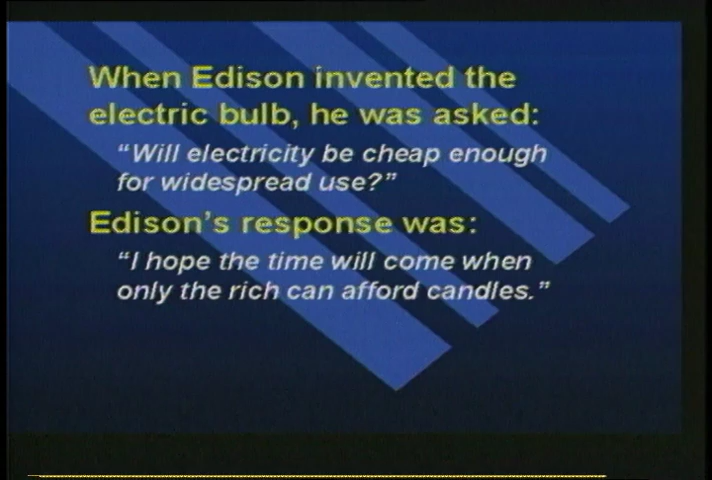 When Edison invented the
electric bulb, he was asked:
“Will electricity be cheap enough
for widespread use?”
Edison’s response was:
“I hope the time will come when
only the rich can afford candles.”